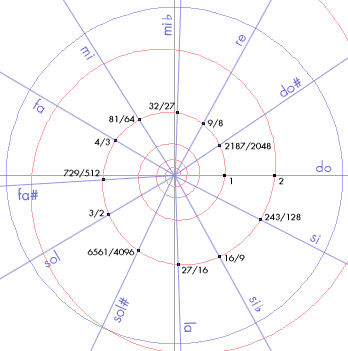 mi♭
re
mi
do#
fa
32/27
81/64
9/8
4/3
2187/2048
do
729/512
1
2
fa#
3/2
243/128
si
6561/4096
16/9
sol
27/16
sol#
la
si♭